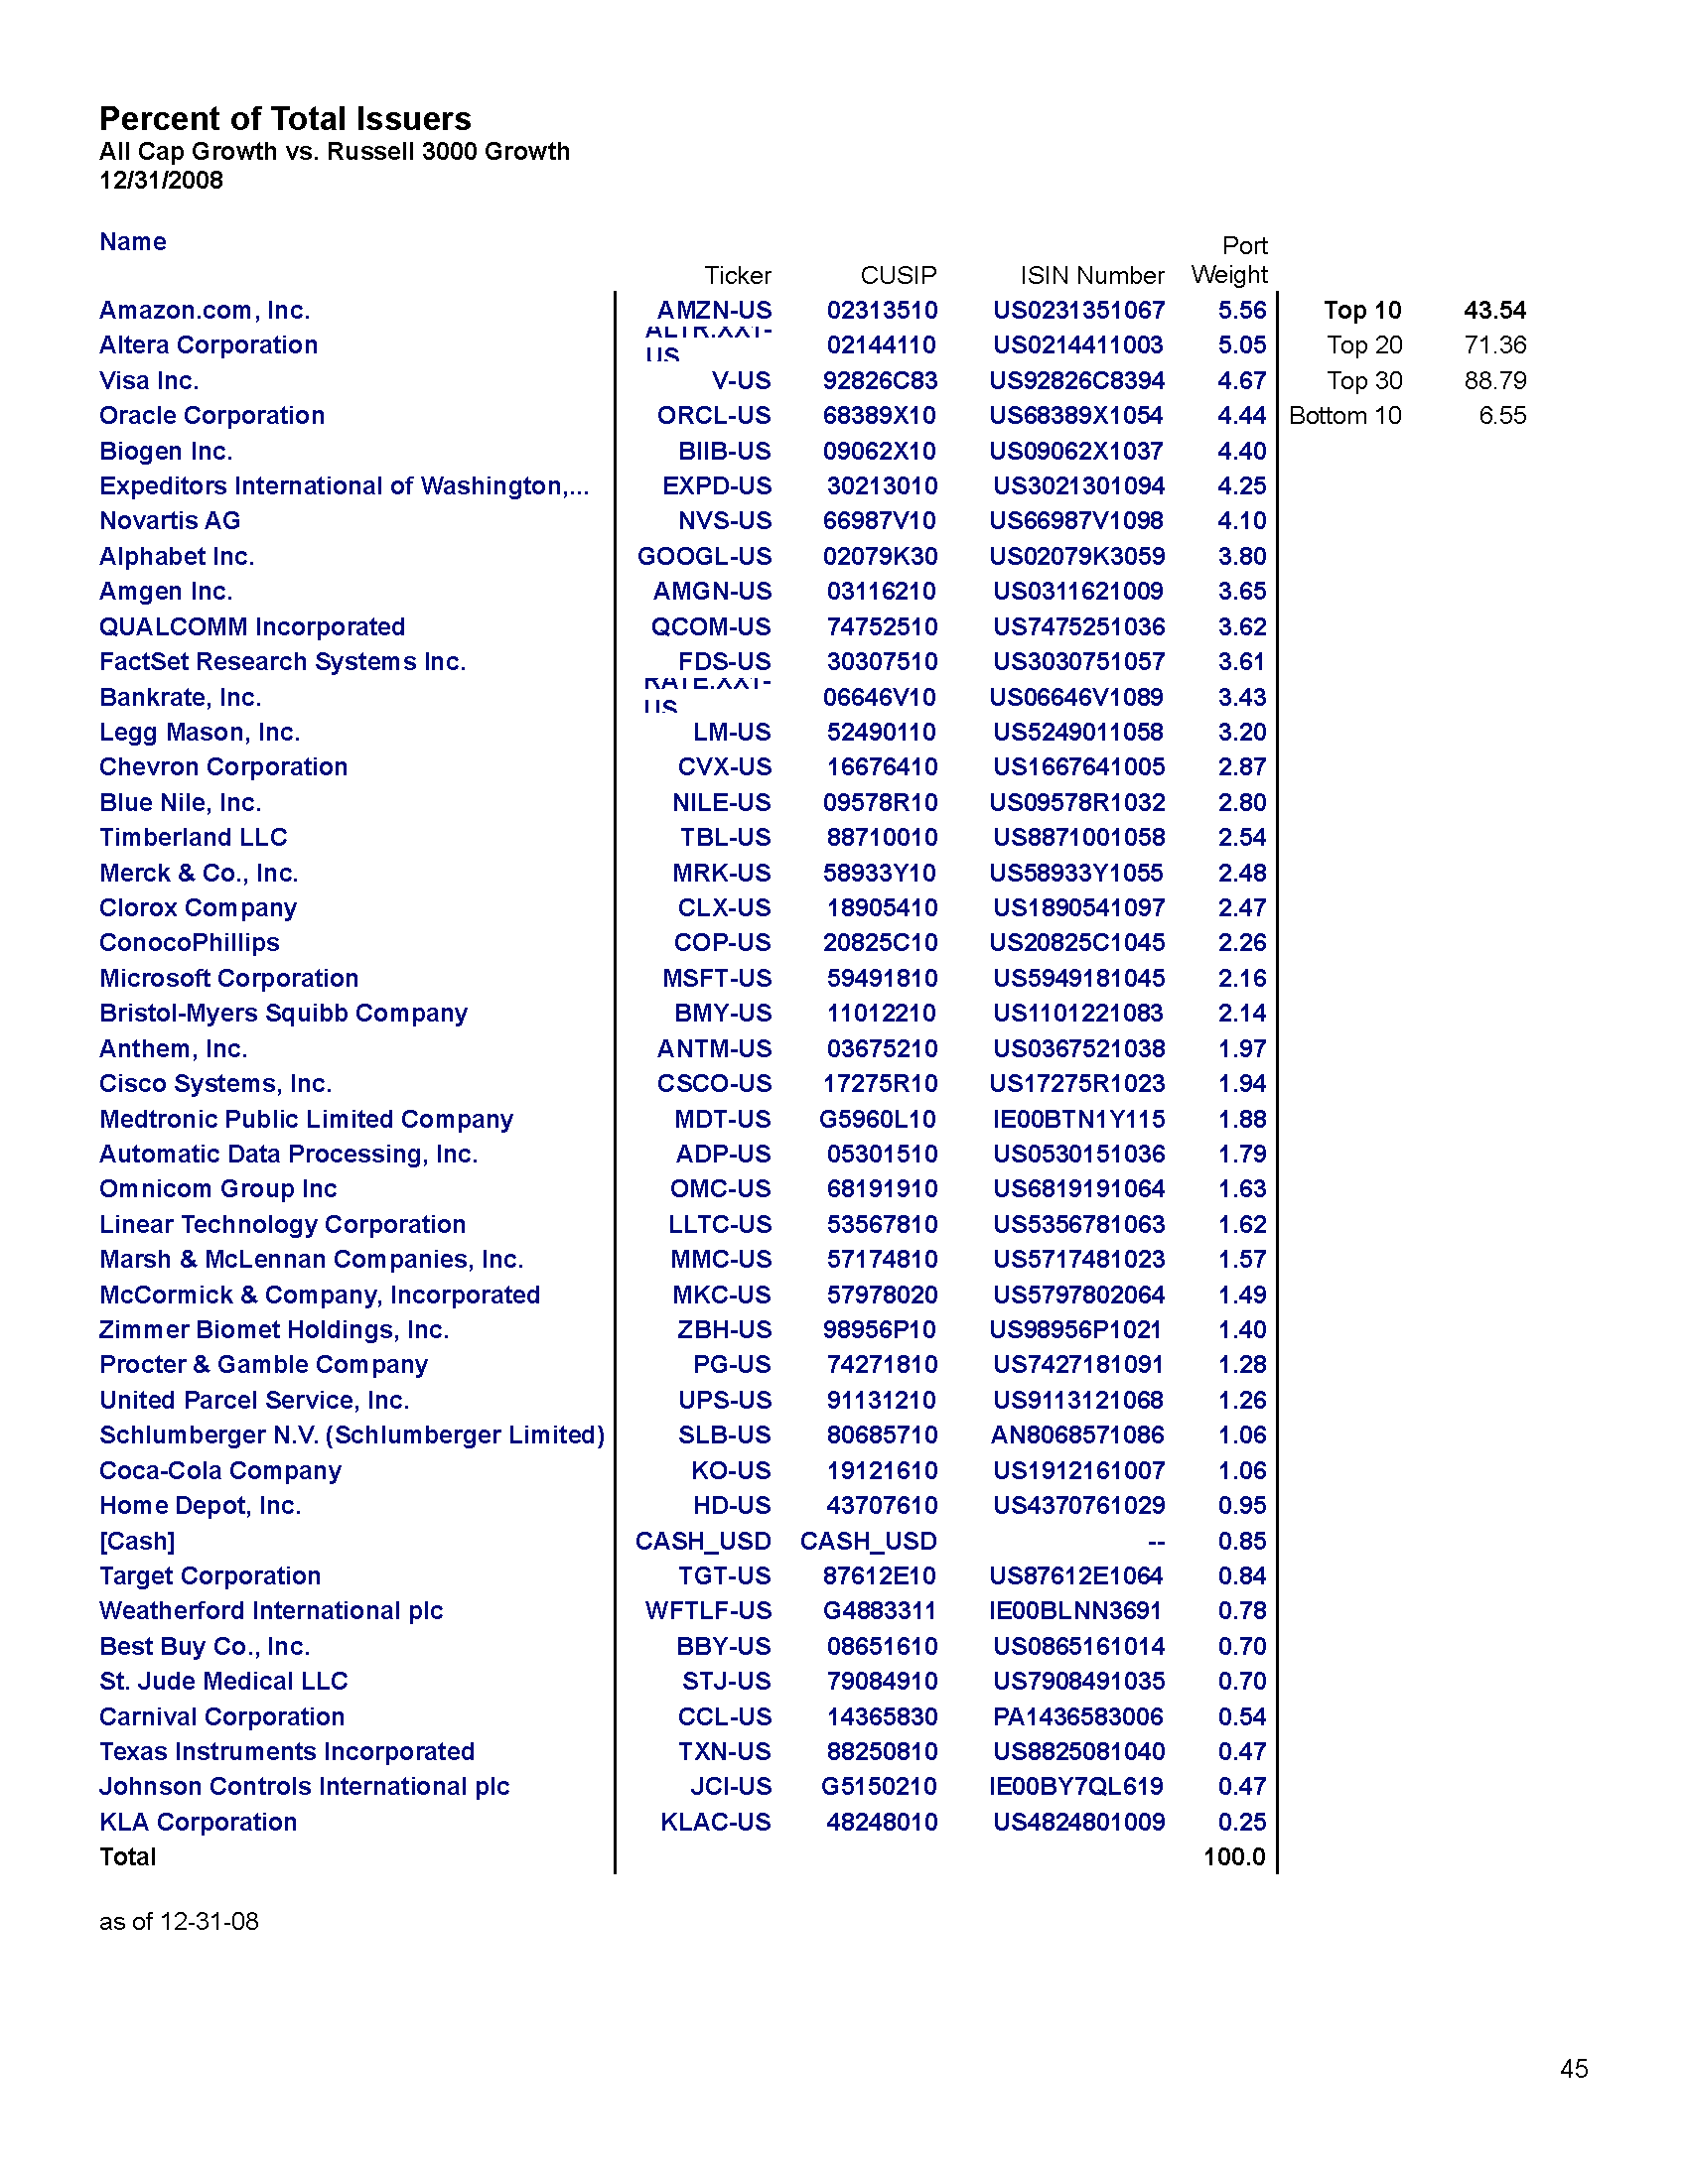 Percent of Total Issuers
All Cap Growth vs. Russell 3000 Growth
12/31/2008
Name Ticker CUSIP ISIN Number Port Weight
Amazon.com, Inc. AMZN-US 02313510 US0231351067 5.56 Top 10 43.54
Altera Corporation ALTR.XX1-US 02144110 US0214411003 5.05 Top 20 71.36
Visa Inc. V-US 92826C83 US92826C8394 4.67 Top 30 88.79
Oracle Corporation ORCL-US 68389X10 US68389X1054 4.44 Bottom 10 6.55
Biogen Inc. BIIB-US 09062X10 US09062X1037 4.40
Expeditors International of Washington,... EXPD-US 30213010 US3021301094 4.25
Novartis AG NVS-US 66987V10 US66987V1098 4.10
Alphabet Inc. GOOGL-US 02079K30 US02079K3059 3.80
Amgen Inc. AMGN-US 03116210 US0311621009 3.65
QUALCOMM Incorporated QCOM-US 74752510 US7475251036 3.62
FactSet Research Systems Inc. FDS-US 30307510 US3030751057 3.61
Bankrate, Inc. 06646V10 US06646V1089 3.43
Legg Mason, Inc. LM-US 52490110 US5249011058 3.20
Chevron Corporation CVX-US 16676410 US1667641005 2.87
Blue Nile, Inc. NILE-US 09578R10 US09578R1032 2.80
Timberland LLC TBL-US 88710010 US8871001058 2.54
Merck & Co., Inc. MRK-US 58933Y10 US58933Y1055 2.48
Clorox Company CLX-US 18905410 US1890541097 2.47
ConocoPhillips COP-US 20825C10 US20825C1045 2.26
Microsoft Corporation MSFT-US 59491810 US5949181045 2.16
Bristol-Myers Squibb Company BMY-US 11012210 US1101221083 2.14
Anthem, Inc. ANTM-US 03675210 US0367521038 1.97
Cisco Systems, Inc. CSCO-US 17275R10 US17275R1023 1.94
Medtronic Public Limited Company MDT-US G5960L10 IE00BTN1Y115 1.88
Automatic Data Processing, Inc. ADP-US 05301510 US0530151036 1.79
Omnicom Group Inc OMC-US 68191910 US6819191064 1.63
Linear Technology Corporation LLTC-US 53567810 US5356781063 1.62
Marsh & McLennan Companies, Inc. MMC-US 57174810 US5717481023 1.57
McCormick & Company, Incorporated MKC-US 57978020 US5797802064 1.49
Zimmer Biomet Holdings, Inc. ZBH-US 98956P10 US98956P1021 1.40
Procter & Gamble Company PG-US 74271810 US7427181091 1.28
United Parcel Service, Inc. UPS-US 91131210 US9113121068 1.26
Schlumberger N.V. (Schlumberger Limited) SLB-US 80685710 AN8068571086 1.06
Coca-Cola Company KO-US 19121610 US1912161007 1.06
Home Depot, Inc. HD-US 43707610 US4370761029 0.95
[Cash] CASH_USD CASH_USD -- 0.85
Target Corporation TGT-US 87612E10 US87612E1064 0.84
Weatherford International plc WFTLF-US G4883311 IE00BLNN3691 0.78
Best Buy Co., Inc. BBY-US 08651610 US0865161014 0.70
St. Jude Medical LLC STJ-US 79084910 US7908491035 0.70
Carnival Corporation CCL-US 14365830 PA1436583006 0.54
Texas Instruments Incorporated TXN-US 88250810 US8825081040 0.47
Johnson Controls International plc JCI-US G5150210 IE00BY7QL619 0.47
KLA Corporation KLAC-US 48248010 US4824801009 0.25
Total 100.0
as of 12-31-08
45